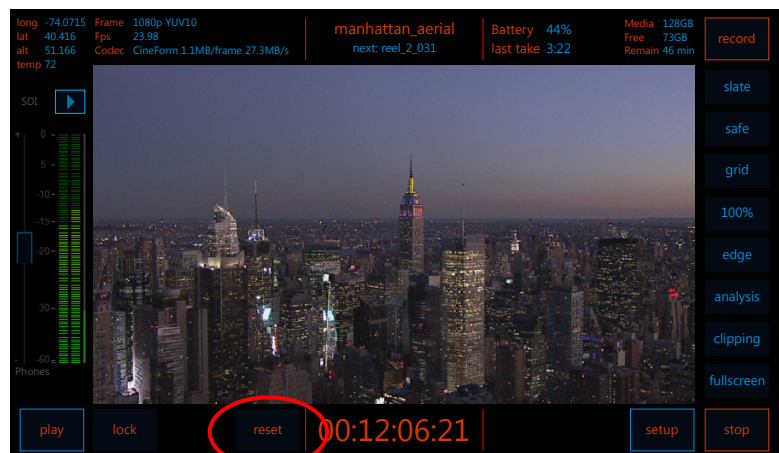 long -74.0715
lat 40.416
alt 51.166
temp 72
Frame 1080p YUV10
Fps 23.98
Codec CineForm 1.1MB/frame 27.3MB/s
manhattan_aerial
next: reel_2_031
Battery 44%
last take 3:22
Media 128GB
Free 73GB
Remain 46 min
record
SDI
+ 0 -
5 -
-10-
-15-
-20-
-30-
- -60-
Phones
slate
safe
grid
100%
edge
analysis
clipping
fullscreen
play
lock
reset
00:12:06:21
setup
stop